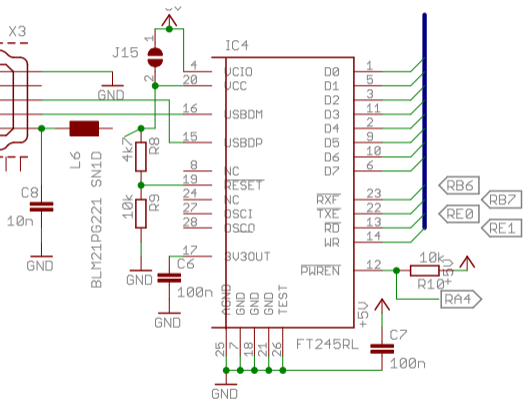 X3
J15
1
2
IC4
GND
4
20
16
15
8
19
24
27
28
17
VCIO
VCC
USBDM
USBDP
NC
RESET
NC
OSCI
OSCO
3V3OUT
D0
D1
D2
D3
D4
D5
D6
D7
RXF
TXE
RD
WR
PWREN
1
5
3
11
2
9
10
6
23
22
13
14
12
RB6
RB7
RE0
RE1
RA4
10k
R10
+5V
L6
BLM21PG221 SN1D
C8
10n
GND
4k7
R8
10k
R9
GND
C6
100n
GND
AGND
GND
GND
GND
TEST
25
7
18
21
26
FT245RL
+5V
C7
100n
GND